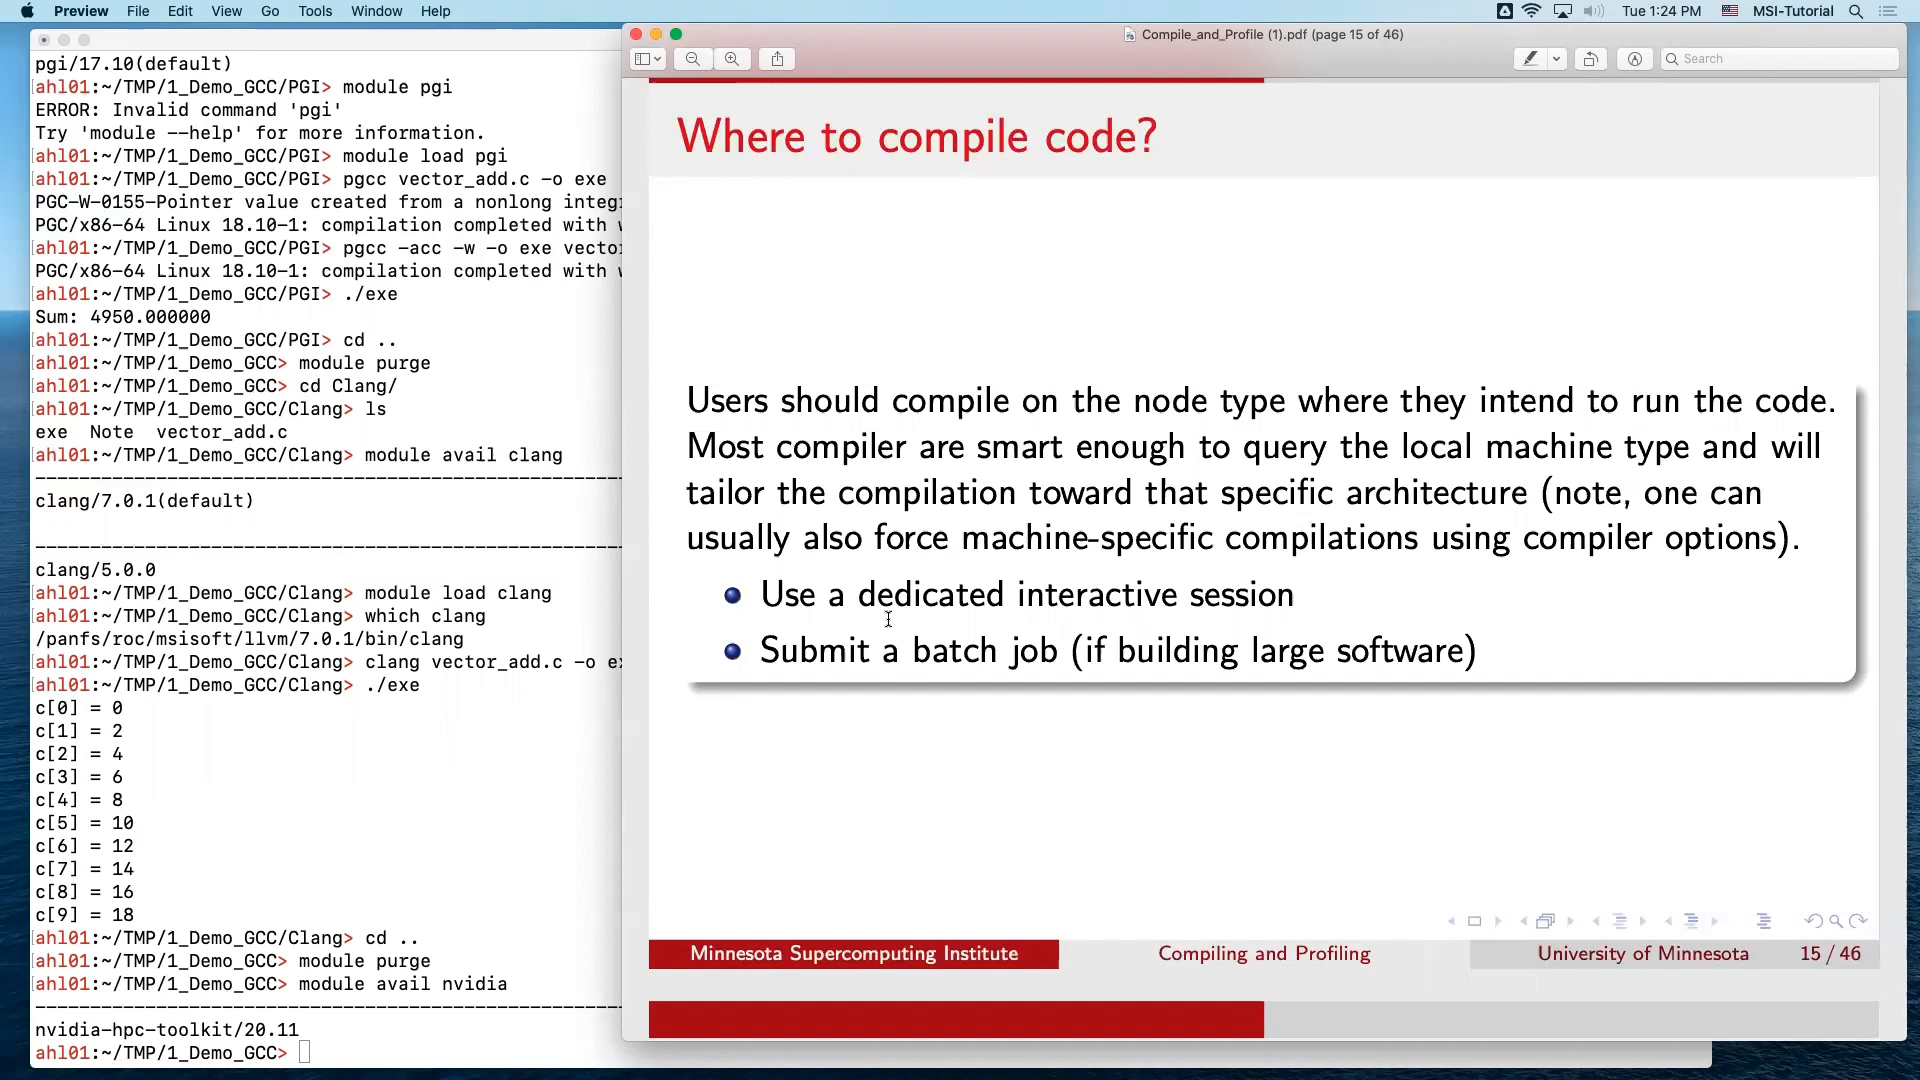 Preview File Edit View Go Tools Window Help
Tue 1:24 PM MSI-Tutorial
pgi/17.10(default)
ahl01:~/TMP/1_Demo_GCC/PGI> module pgi
ERROR: Invalid command 'pgi'
Try 'module --help' for more information.
ahl01:~/TMP/1_Demo_GCC/PGI> module load pgi
ahl01:~/TMP/1_Demo_GCC/PGI> pgcc vector_add.c -o exe
PGC-W-0155-Pointer value created from a nonlong
PGC/x86-64 Linux 18.10-1: compilation completed with
ahl01:~/TMP/1_Demo_GCC/PGI> pgcc -acc -w -o exe
PGC/x86-64 Linux 18.10-1: compilation completed with
ahl01:~/TMP/1_Demo_GCC/PGI> ./exe
Sum: 4950.000000
ahl01:~/TMP/1_Demo_GCC/PGI> cd ..
ahl01:~/TMP/1_Demo_GCC> module purge
ahl01:~/TMP/1_Demo_GCC> cd Clang/
ahl01:~/TMP/1_Demo_GCC/Clang> ls
exe  Note  vector_add.c
ahl01:~/TMP/1_Demo_GCC/Clang> module avail clang
clang/7.0.1(default)
clang/5.0.0
ahl01:~/TMP/1_Demo_GCC/Clang> module load clang
ahl01:~/TMP/1_Demo_GCC/Clang> which clang
/panfs/roc/msisoft/llvm/7.0.1/bin/clang
ahl01:~/TMP/1_Demo_GCC/Clang> clang vector_add.c -o
ahl01:~/TMP/1_Demo_GCC/Clang> ./exe
c[0] = 0
c[1] = 2
c[2] = 4
c[3] = 6
c[4] = 8
c[5] = 10
c[6] = 12
c[7] = 14
c[8] = 16
c[9] = 18
ahl01:~/TMP/1_Demo_GCC/Clang> cd ..
ahl01:~/TMP/1_Demo_GCC> module purge
ahl01:~/TMP/1_Demo_GCC> module avail nvidia
nvidia-hpc-toolkit/20.11
ahl01:~/TMP/1_Demo_GCC>
Compile_and_Profile (1).pdf (page 15 of 46)
Search
Where to compile code?
Users should compile on the node type where they intend to run the code.
Most compiler are smart enough to query the local machine type and will
tailor the compilation toward that specific architecture (note, one can
usually also force machine-specific compilations using compiler options).
Use a dedicated interactive session
Submit a batch job (if building large software)
Minnesota Supercomputing Institute
Compiling and Profiling
University of Minnesota
15 / 46